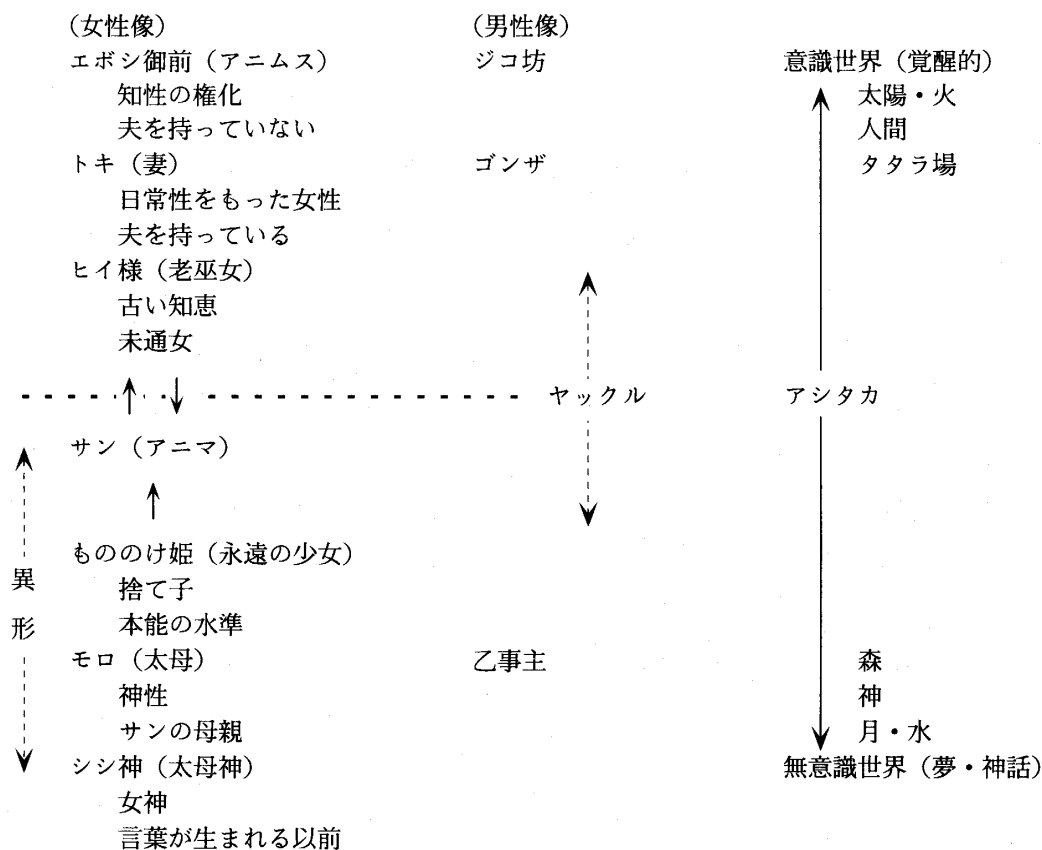 （女性像）　（男性像）
エボシ御前（アニムス）　ジコ坊　意識世界（覚醒的）
知性の権化　太陽・火
夫を持っていない　人間
トキ（妻）　ゴンザ　タタラ場
日常性をもった女性
夫を持っている
ヒイ様（老巫女）
古い知恵
未通女
ヤックル　アシタカ
サン（アニマ）
もののけ姫（永遠の少女）
異形
捨て子
本能の水準
モロ（太母）　乙事主　森
神性　神
サンの母親　月・水
シシ神（太母神）　無意識世界（夢・神話）
女神
言葉が生まれる以前